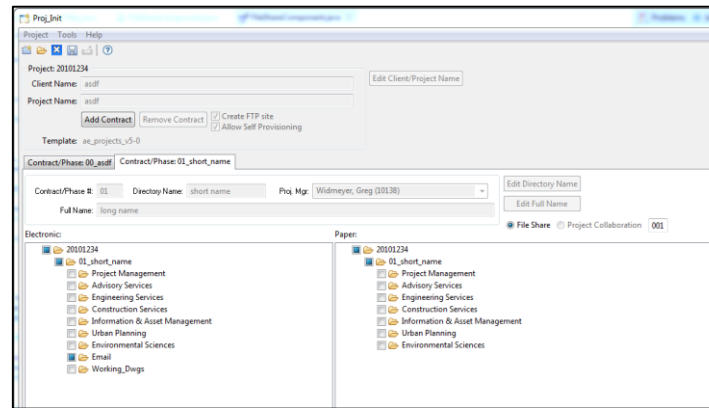 Proj_Init
Project Tools Help
Project: 20101234
Client Name: asdf
Edit Client/Project Name
Project Name: asdf
Add Contract Remove Contract Create FTP site
Allow Self Provisioning
Template: ae_projects_v5-0
Contract/Phase: 00_asdf Contract/Phase: 01_short_name
Contract/Phase #: 01 Directory Name: short name Proj. Mgr: Widmeyer, Greg (10138) Edit Directory Name
Full Name: long name Edit Full Name
File Share Project Collaboration 001
Electronic: Paper:
20101234 20101234
01_short_name 01_short_name
Project Management Project Management
Advisory Services Advisory Services
Engineering Services Engineering Services
Construction Services Construction Services
Information & Asset Management Information & Asset Management
Urban Planning Urban Planning
Environmental Sciences Environmental Sciences
Email
Working_Dwgs